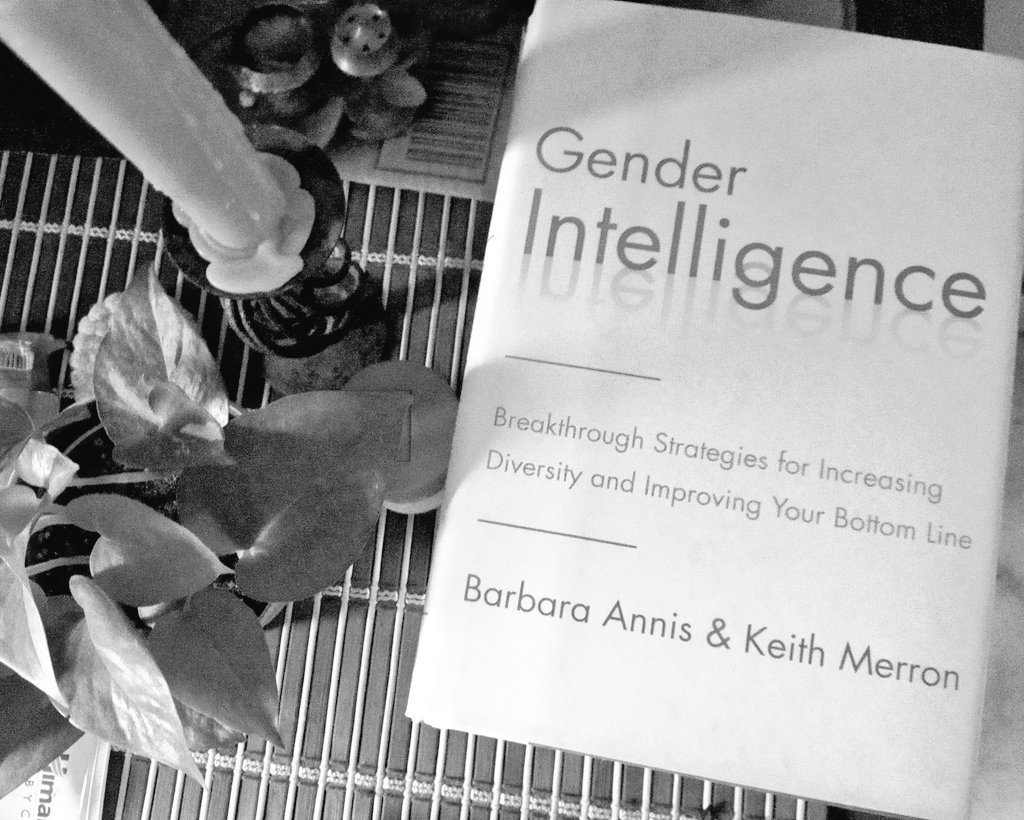 Gender
Intelligence
Breakthrough Strategies for Increasing
Diversity and Improving Your Bottom Line
Barbara Annis & Keith Merron